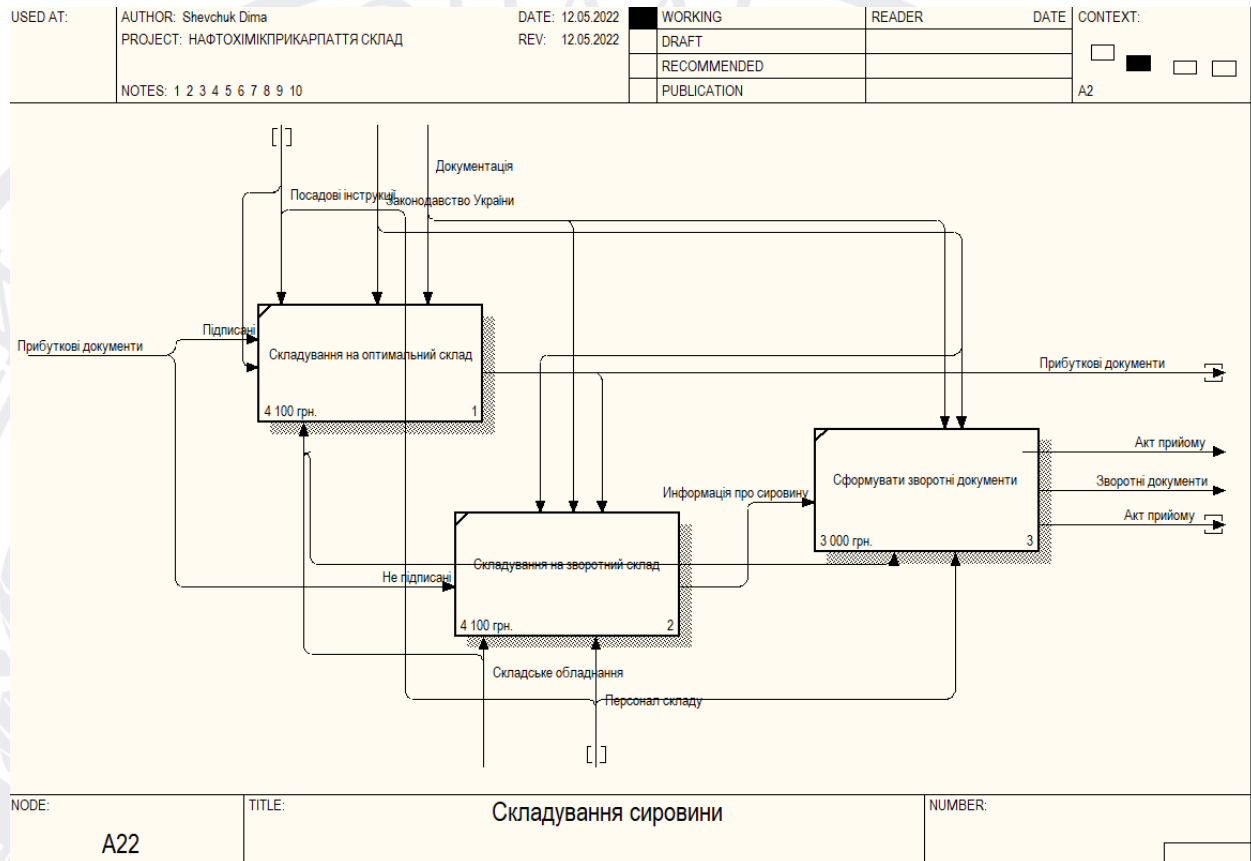 USED AT:
AUTHOR: Shevchuk Dima
DATE: 12.05.2022
WORKING
READER
DATE
CONTEXT:
PROJECT: НАФТОХІМІКПРИКАРПАТТЯ СКЛАД
REV: 12.05.2022
DRAFT
RECOMMENDED
NOTES: 1 2 3 4 5 6 7 8 9 10
PUBLICATION
A2
Документація
Посадові інструкції
Законодавство України
Підписані
Прибуткові документи
Складування на оптимальний склад
4 100 грн.
1
Прибуткові документи
Акт прийому
Сформувати зворотні документи
Зворотні документи
Информація про сировину
Акт прийому
3 000 грн.
3
Складування на зворотний склад
Не підписані
4 100 грн.
2
Складське обладнання
Персонал складу
NODE:
TITLE:
Складування сировини
NUMBER:
A22